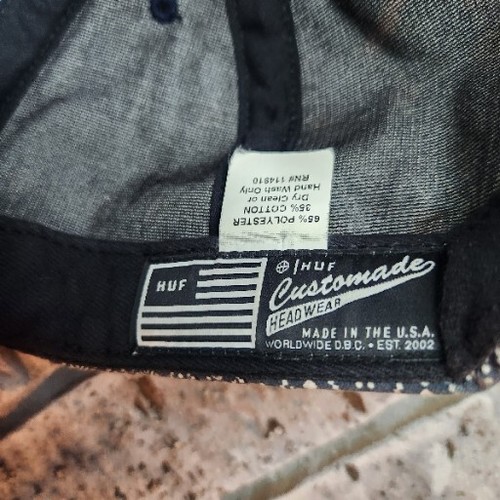 65% POLYESTER
35% COTTON
Dry Clean or
Hand Wash Only
RN# 114910
HUF
HUF
Customade
HEADWEAR
MADE IN THE U.S.A.
WORLDWIDE D.B.C. • EST. 2002